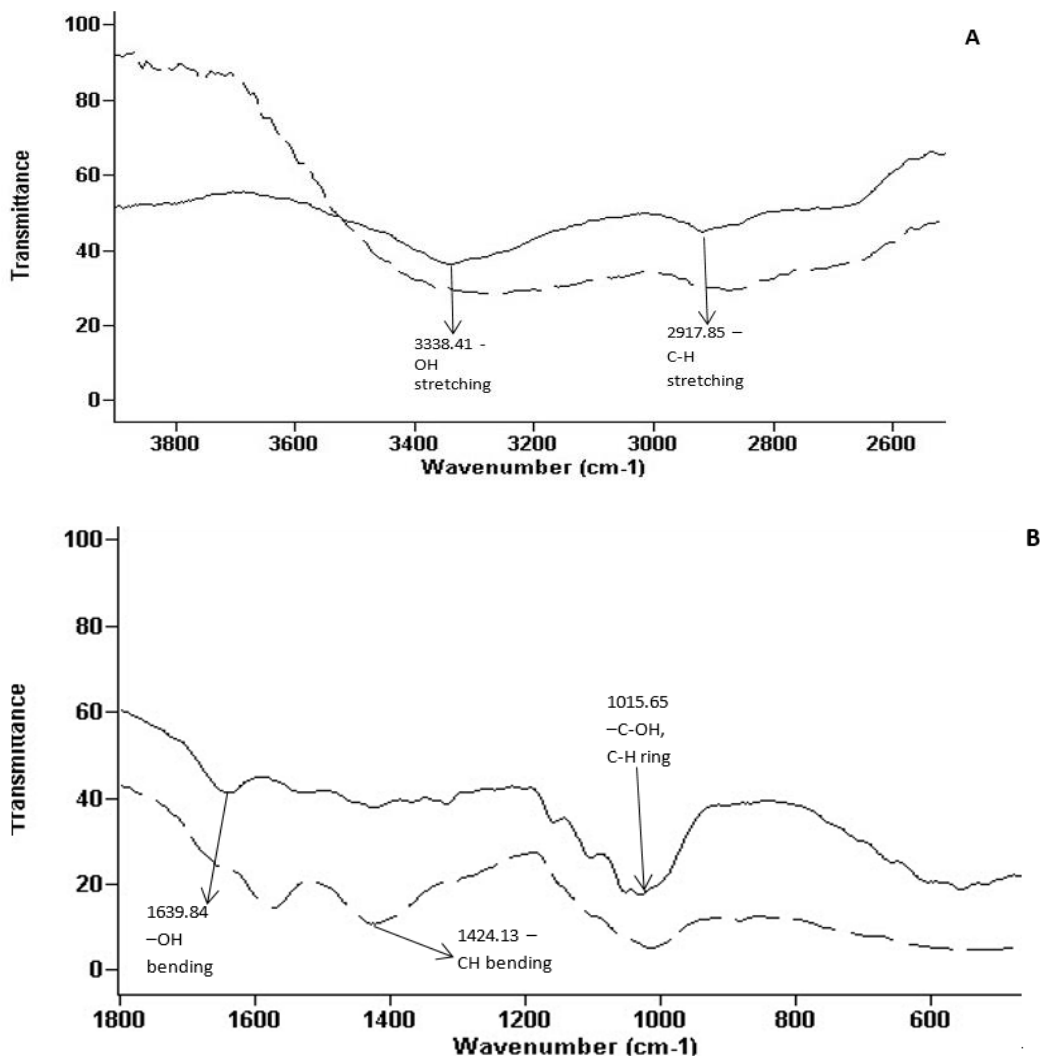 A
100
80
60
40
20
0
Transmittance
3338.41 -
OH
stretching
2917.85 –
C-H
stretching
3800 3600 3400 3200 3000 2800 2600
Wavenumber (cm-1)
B
100
80
60
40
20
0
Transmittance
1015.65
–C-OH,
C-H ring
1639.84
–OH
bending
1424.13 –
CH bending
1800 1600 1400 1200 1000 800 600
Wavenumber (cm-1)